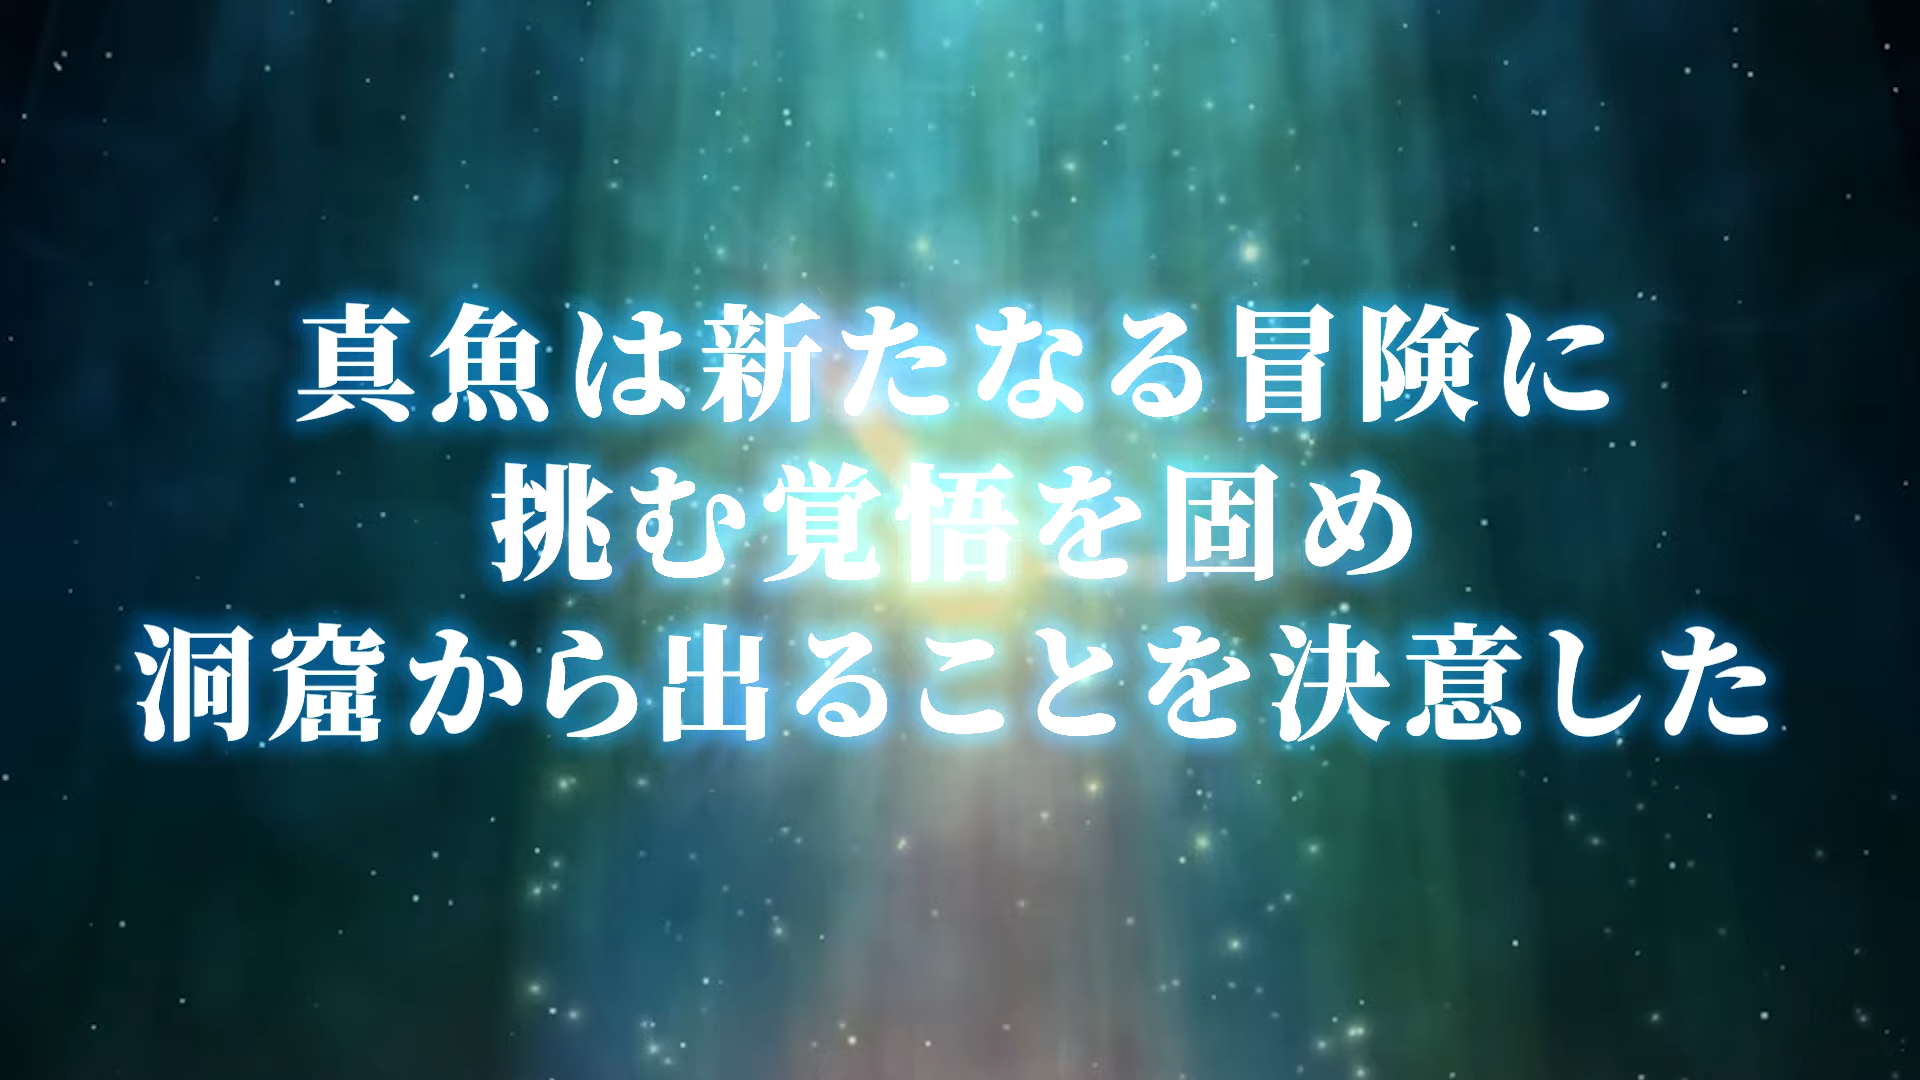 真魚は新たなる冒険に
挑む覚悟を固め
洞窟から出ることを決意した